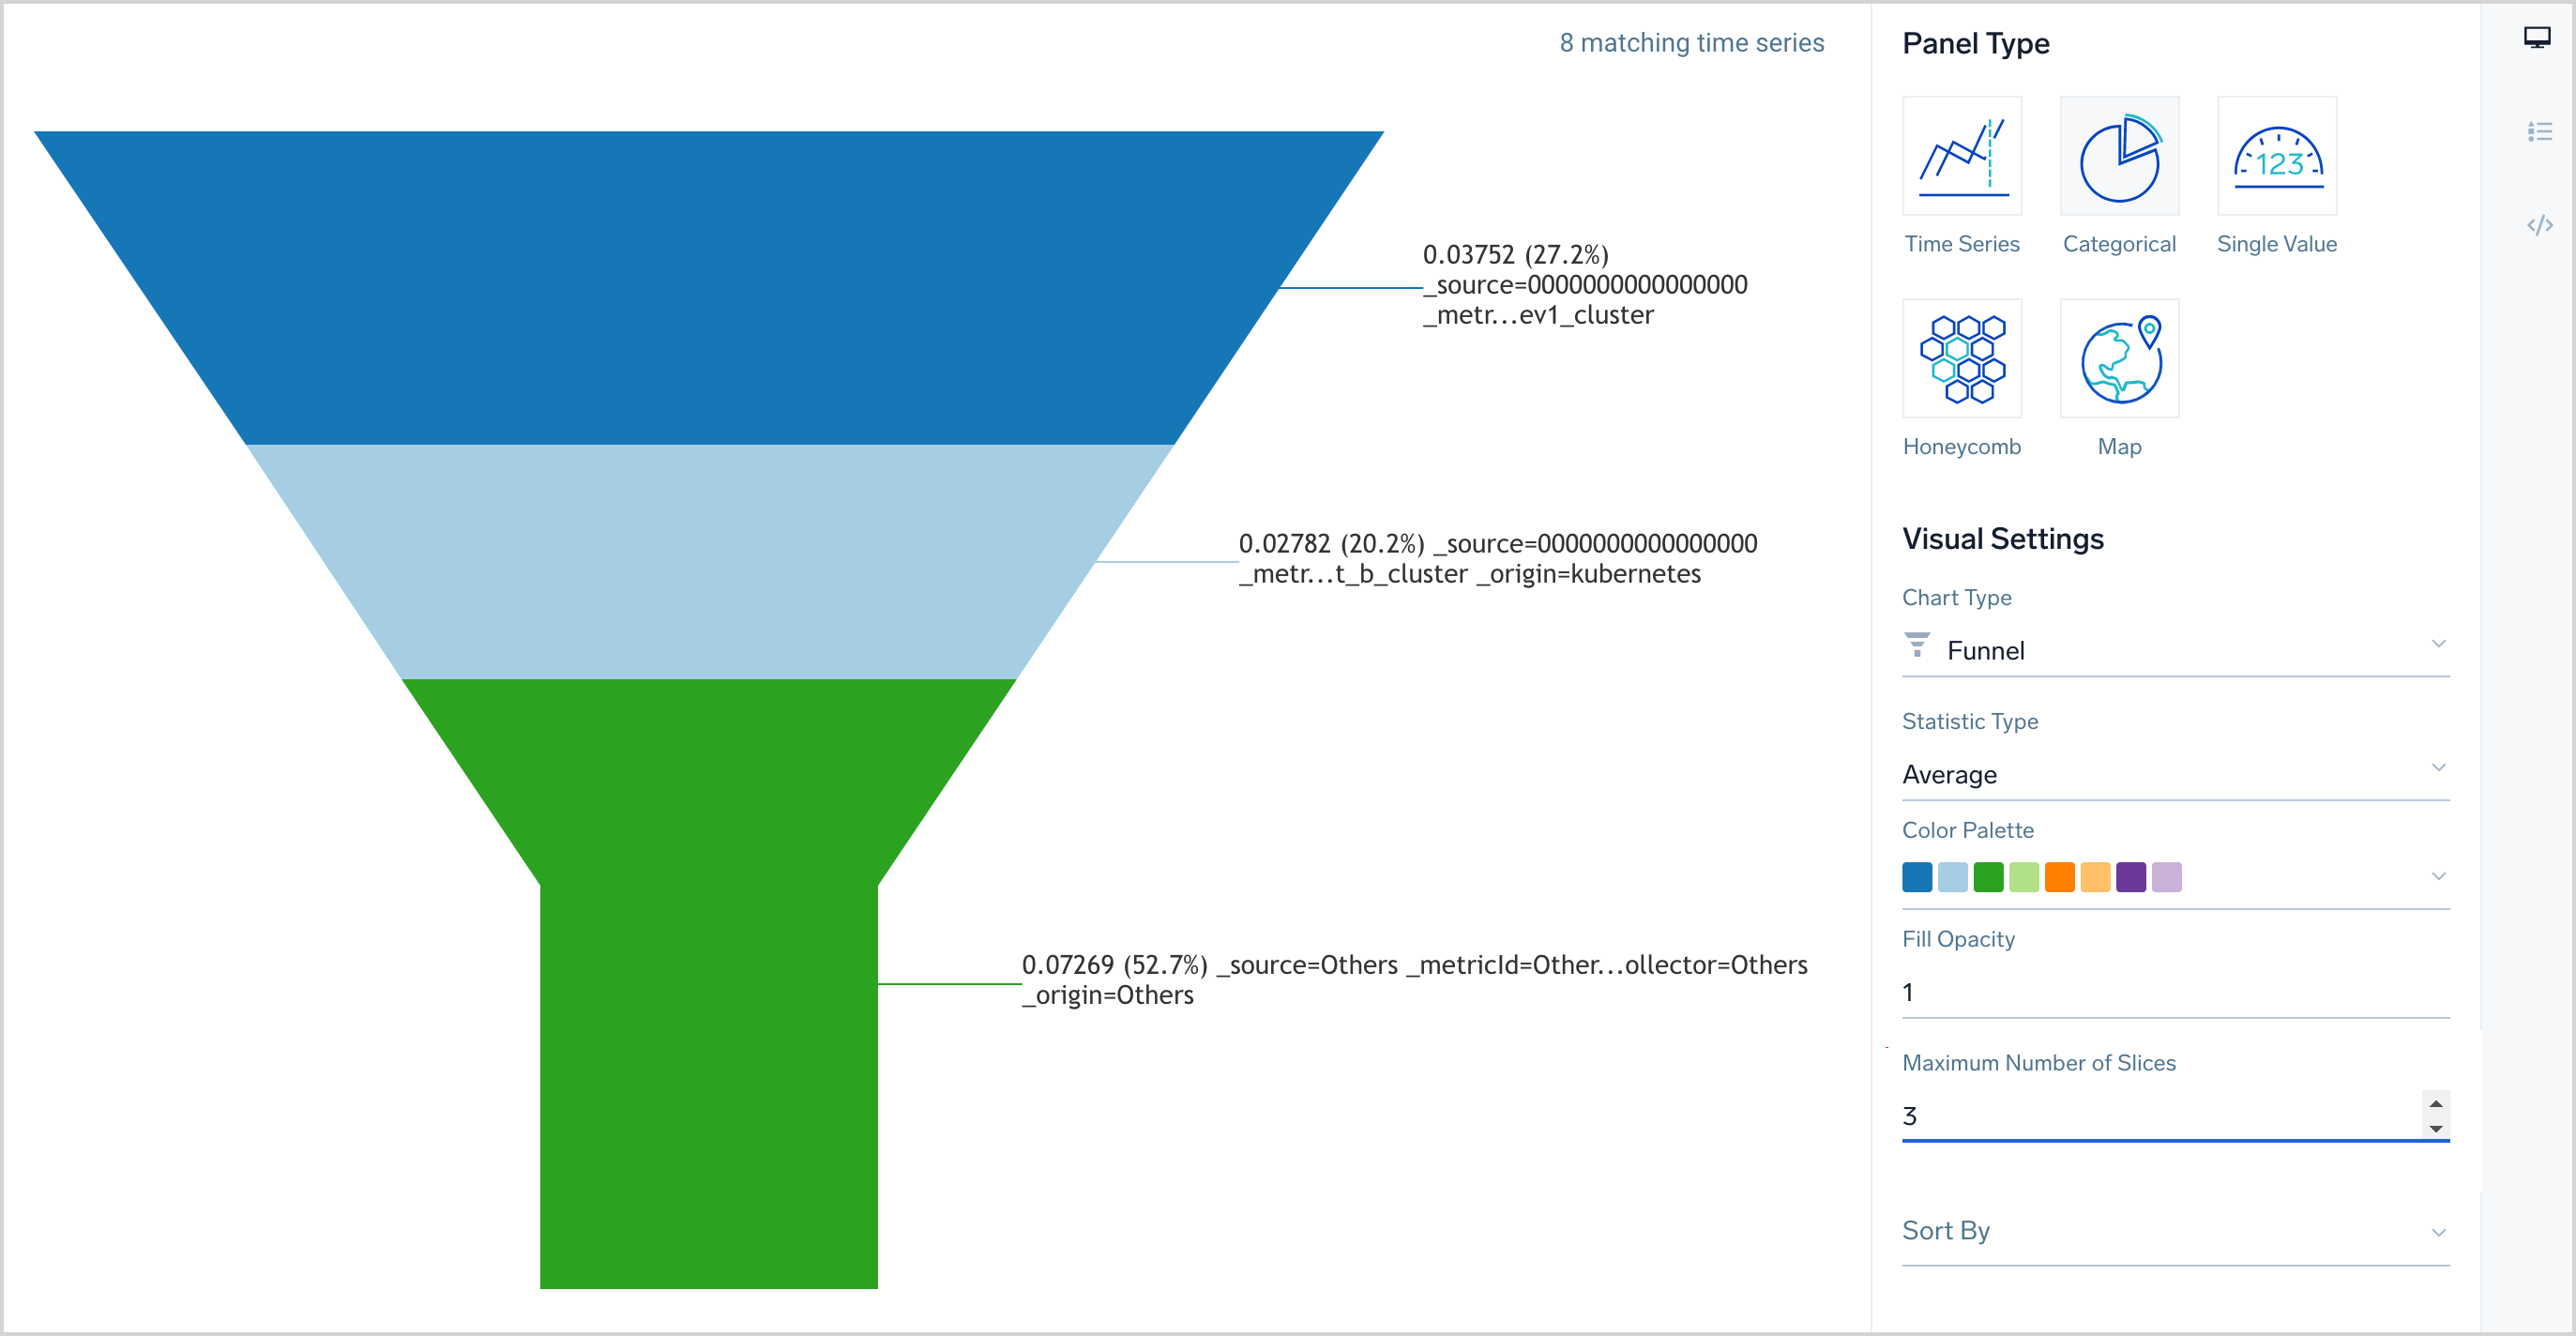 8 matching time series
0.03752 (27.2%)
_source=0000000000000000
_metr...ev1_cluster
0.02782 (20.2%) _source=0000000000000000
_metr...t_b_cluster _origin=kubernetes
0.07269 (52.7%) _source=Others _metricId=Other...ollector=Others
_origin=Others
Panel Type
123
Time Series
Categorical
Single Value
Honeycomb
Map
Visual Settings
Chart Type
Funnel
Statistic Type
Average
Color Palette
Fill Opacity
1
Maximum Number of Slices
3
Sort By